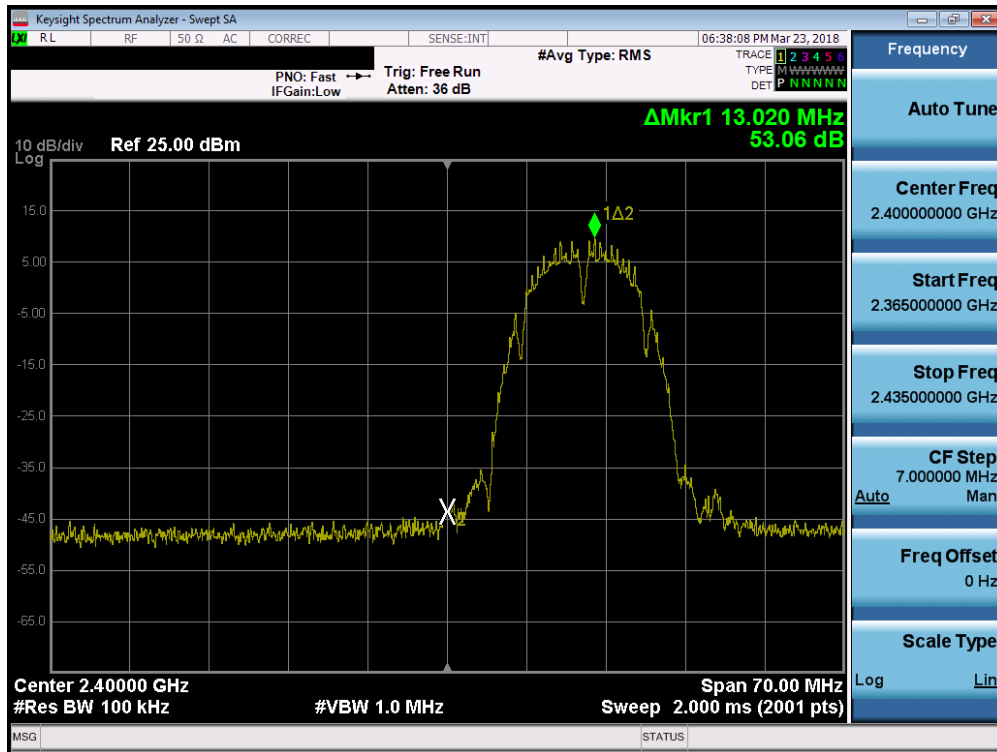 Keysight Spectrum Analyzer - Swept SA
LXI RL RF 50 Ω AC CORREC SENSE:INT 06:38:08 PM Mar 23, 2018
#Avg Type: RMS TRACE 1 2 3 4 5 6
PNO: Fast Trig: Free Run TYPE M WWWWW
IFGain:Low Atten: 36 dB DET P N N N N N
ΔMkr1 13.020 MHz
53.06 dB
10 dB/div Ref 25.00 dBm
Log
15.0
1Δ2
5.00
-5.00
-15.0
-25.0
-35.0
-45.0
2
-55.0
-65.0
Center 2.40000 GHz Span 70.00 MHz
#Res BW 100 kHz #VBW 1.0 MHz Sweep 2.000 ms (2001 pts)
MSG STATUS
Frequency
Auto Tune
Center Freq
2.400000000 GHz
Start Freq
2.365000000 GHz
Stop Freq
2.435000000 GHz
CF Step
7.000000 MHz
Auto Man
Freq Offset
0 Hz
Scale Type
Log Lin